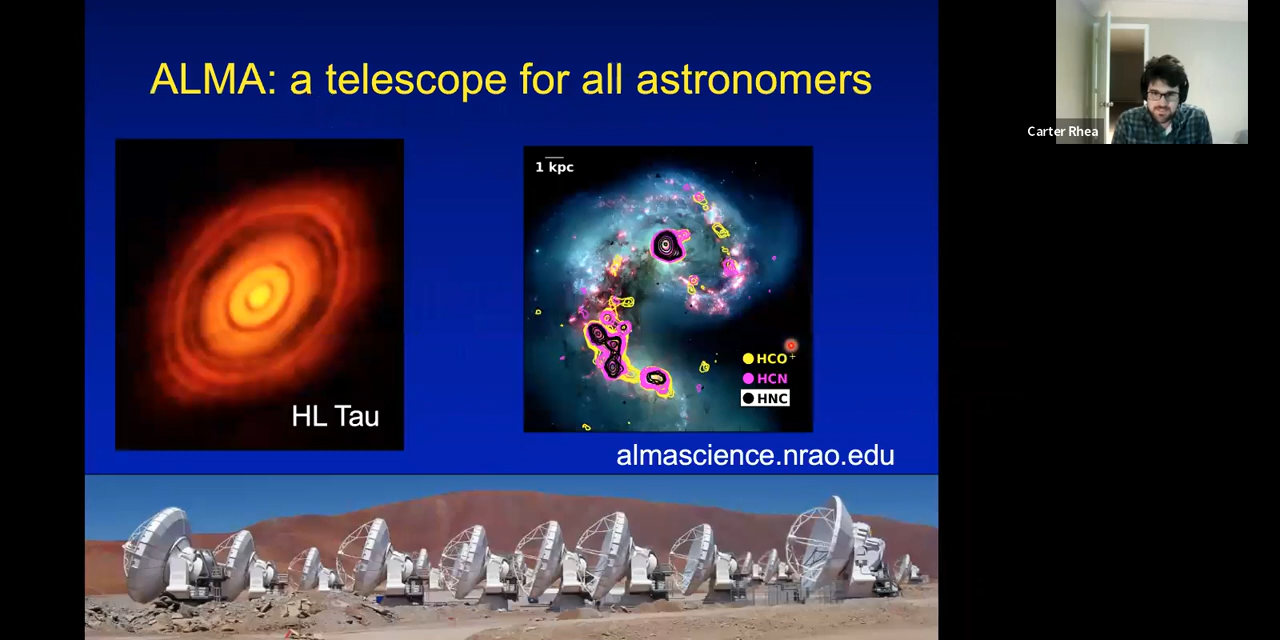 ALMA: a telescope for all astronomers
Carter Rhea
1 kpc
HCO+
HCN
HNC
HL Tau
almascience.nrao.edu